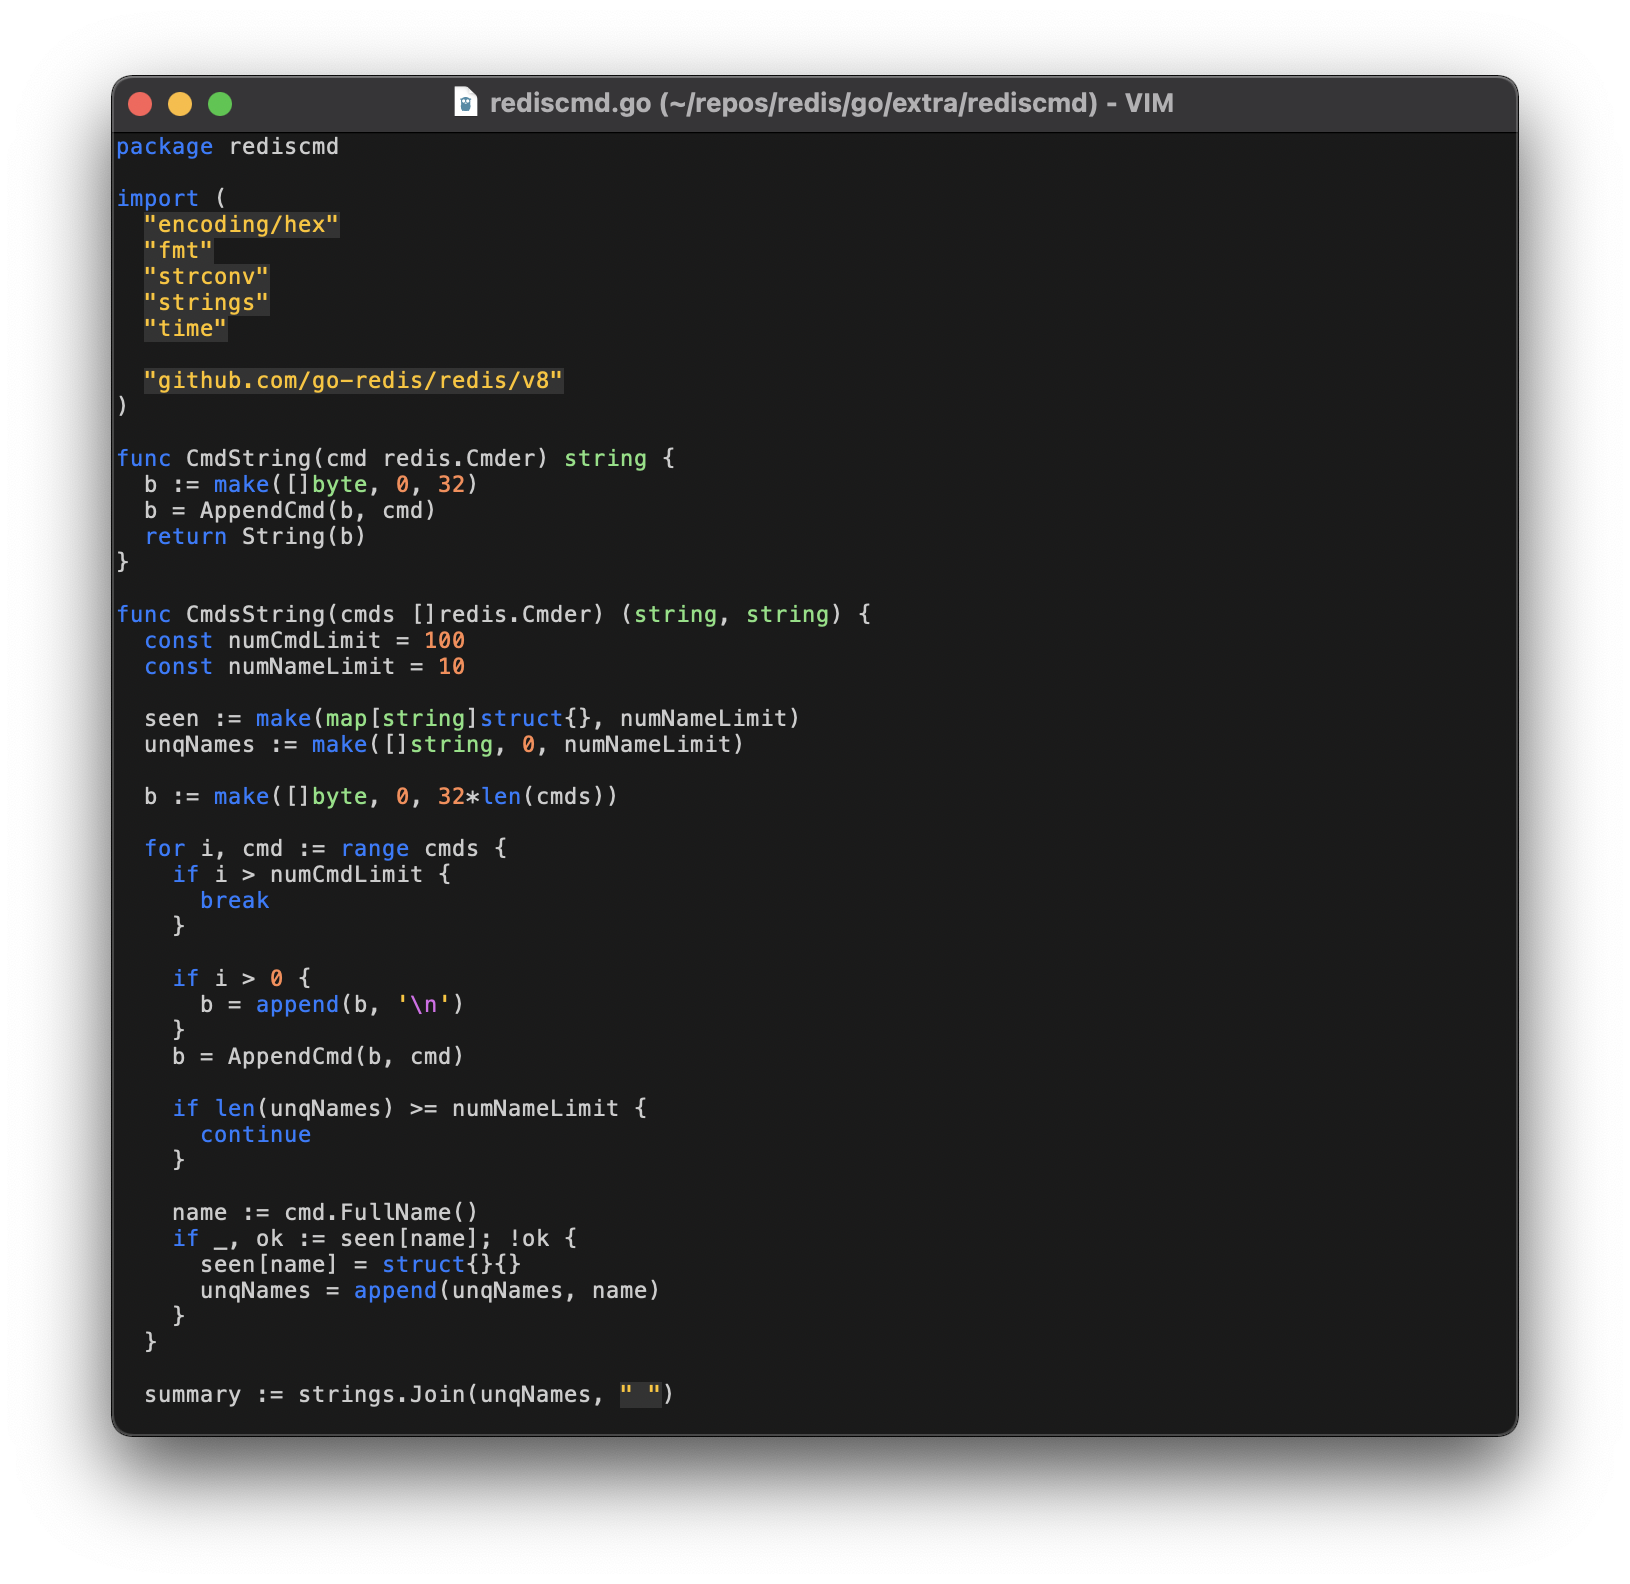 rediscmd.go (~/repos/redis/go/extra/rediscmd) - VIM
package rediscmd
import (
"encoding/hex"
"fmt"
"strconv"
"strings"
"time"
"github.com/go-redis/redis/v8"
)
func CmdString(cmd redis.Cmder) string {
b := make([]byte, 0, 32)
b = AppendCmd(b, cmd)
return String(b)
}
func CmdsString(cmds []redis.Cmder) (string, string) {
const numCmdLimit = 100
const numNameLimit = 10
seen := make(map[string]struct{}, numNameLimit)
unqNames := make([]string, 0, numNameLimit)
b := make([]byte, 0, 32*len(cmds))
for i, cmd := range cmds {
if i > numCmdLimit {
break
}
if i > 0 {
b = append(b, '\n')
}
b = AppendCmd(b, cmd)
if len(unqNames) >= numNameLimit {
continue
}
name := cmd.FullName()
if _, ok := seen[name]; !ok {
seen[name] = struct{}{}
unqNames = append(unqNames, name)
}
}
summary := strings.Join(unqNames, " ")